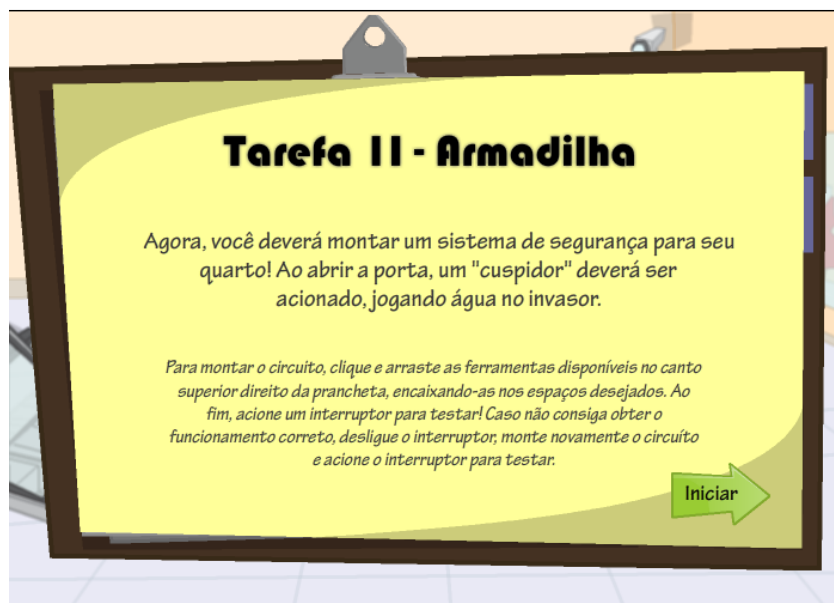 Tarefa 11 - Armadilha
Agora, você deverá montar um sistema de segurança para seu
quarto! Ao abrir a porta, um "cuspidor" deverá ser
acionado, jogando água no invasor.
Para montar o circuito, clique e arraste as ferramentas disponíveis no canto
superior direito da prancheta, encaixando-as nos espaços desejados. Ao
fim, acione um interruptor para testar! Caso não consiga obter o
funcionamento correto, desligue o interruptor, monte novamente o circuíto
e acione o interruptor para testar.
Iniciar